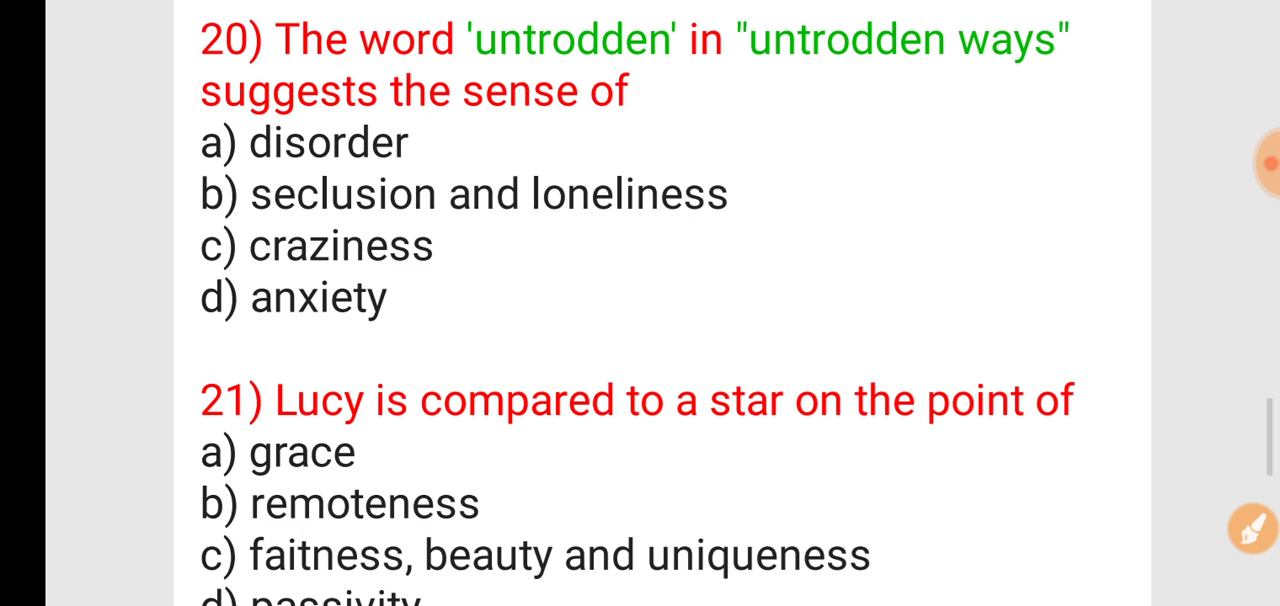 20) The word 'untrodden' in "untrodden ways"
suggests the sense of
a) disorder
b) seclusion and loneliness
c) craziness
d) anxiety
21) Lucy is compared to a star on the point of
a) grace
b) remoteness
c) faitness, beauty and uniqueness
d) passivity